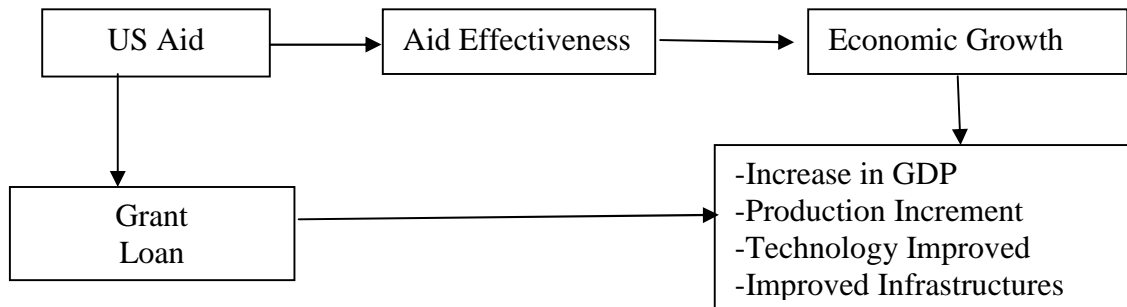 US Aid
Aid Effectiveness
Economic Growth
Grant
Loan
-Increase in GDP
-Production Increment
-Technology Improved
-Improved Infrastructures